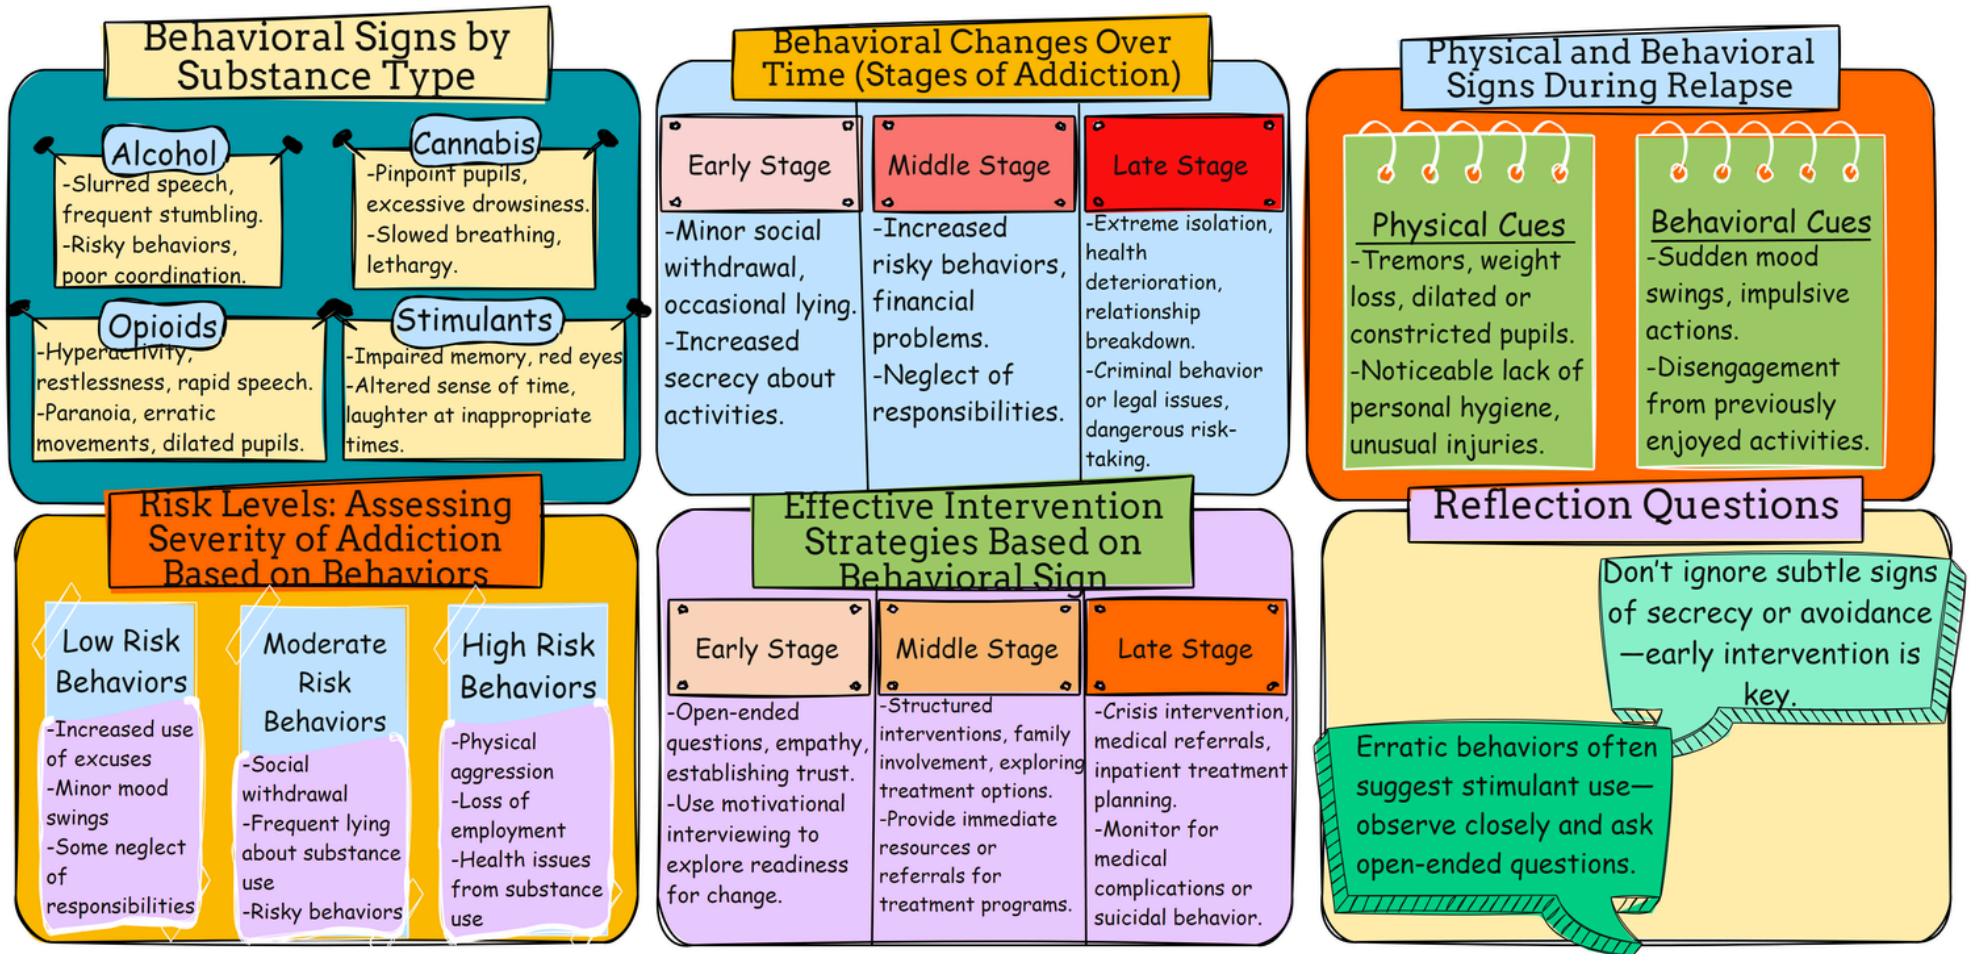 Behavioral Signs by
Substance Type
Alcohol
-Slurred speech,
frequent stumbling.
-Risky behaviors,
poor coordination.
Cannabis
-Pinpoint pupils,
excessive drowsiness.
-Slowed breathing,
lethargy.
Opioids
-Hyperactivity,
restlessness, rapid speech.
-Paranoia, erratic
movements, dilated pupils.
Stimulants
-Impaired memory, red eyes
-Altered sense of time,
laughter at inappropriate
times.
Behavioral Changes Over
Time (Stages of Addiction)
Early Stage
-Minor social
withdrawal,
occasional lying.
-Increased
secrecy about
activities.
Middle Stage
-Increased
risky behaviors,
financial
problems.
-Neglect of
responsibilities.
Late Stage
-Extreme isolation,
health
deterioration,
relationship
breakdown.
-Criminal behavior
or legal issues,
dangerous risk-
taking.
Physical and Behavioral
Signs During Relapse
Physical Cues
-Tremors, weight
loss, dilated or
constricted pupils.
-Noticeable lack of
personal hygiene,
unusual injuries.
Behavioral Cues
-Sudden mood
swings, impulsive
actions.
-Disengagement
from previously
enjoyed activities.
Risk Levels: Assessing
Severity of Addiction
Based on Behaviors
Low Risk
Behaviors
-Increased use
of excuses
-Minor mood
swings
-Some neglect
of
responsibilities
Moderate
Risk
Behaviors
-Social
withdrawal
-Frequent lying
about substance
use
-Risky behaviors
High Risk
Behaviors
-Physical
aggression
-Loss of
employment
-Health issues
from substance
use
Effective Intervention
Strategies Based on
Behavioral Sign
Early Stage
-Open-ended
questions, empathy,
establishing trust.
-Use motivational
interviewing to
explore readiness
for change.
Middle Stage
-Structured
interventions, family
involvement, exploring
treatment options.
-Provide immediate
resources or
referrals for
treatment programs.
Late Stage
-Crisis intervention,
medical referrals,
inpatient treatment
planning.
-Monitor for
medical
complications or
suicidal behavior.
Reflection Questions
Don't ignore subtle signs
of secrecy or avoidance
—early intervention is
key.
Erratic behaviors often
suggest stimulant use—
observe closely and ask
open-ended questions.